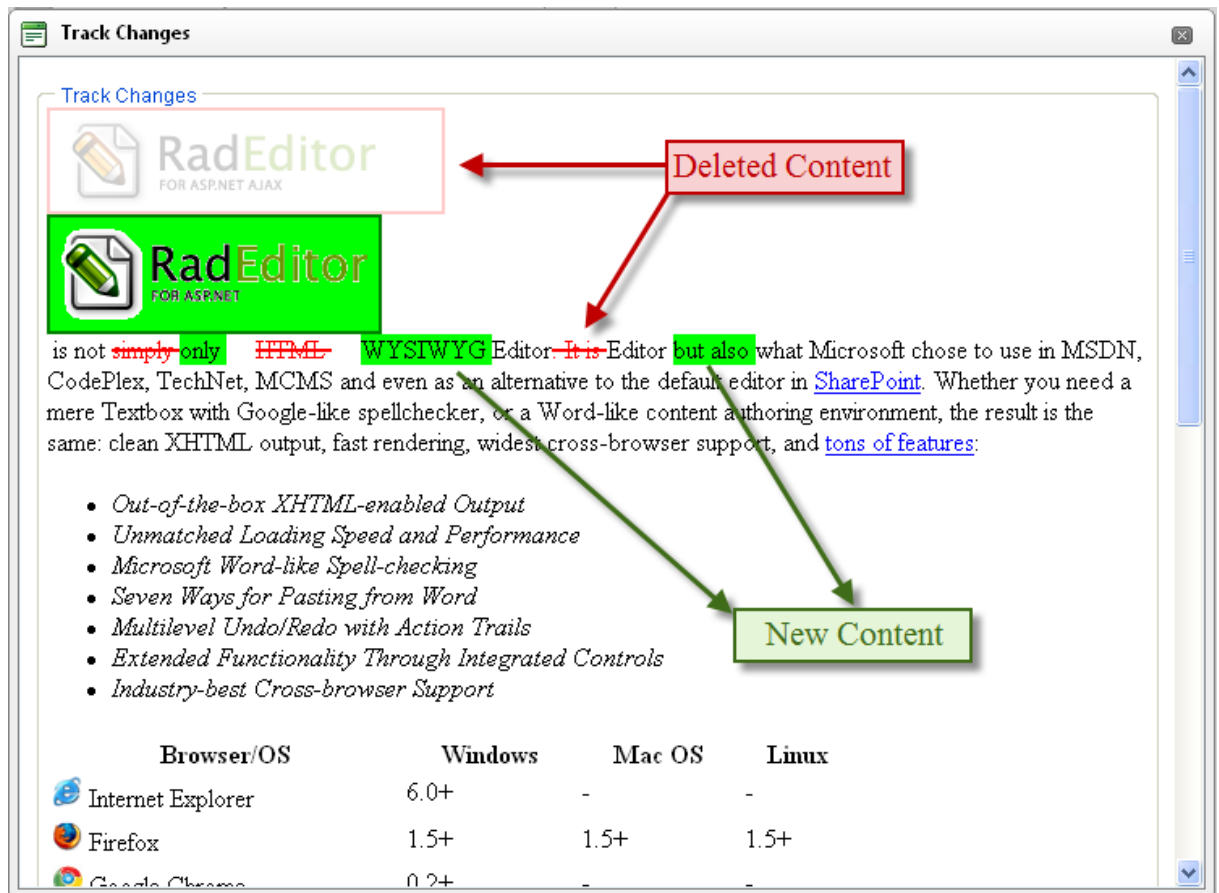 Track Changes
Track Changes
RadEditor
FOR ASP.NET AJAX
Deleted Content
RadEditor
FOR ASP.NET
is not simply only HTML WYSIWYG Editor It is Editor but also what Microsoft chose to use in MSDN,
CodePlex, TechNet, MCMS and even as an alternative to the default editor in SharePoint. Whether you need a
mere Textbox with Google-like spellchecker, or a Word-like content authoring environment, the result is the
same: clean XHTML output, fast rendering, widest cross-browser support, and tons of features:
• Out-of-the-box XHTML-enabled Output
• Unmatched Loading Speed and Performance
• Microsoft Word-like Spell-checking
• Seven Ways for Pasting from Word
• Multilevel Undo/Redo with Action Trails
• Extended Functionality Through Integrated Controls
• Industry-best Cross-browser Support
New Content
Browser/OS Windows Mac OS Linux
Internet Explorer 6.0+ - -
Firefox 1.5+ 1.5+ 1.5+
Google Chrome 0.2+ - -